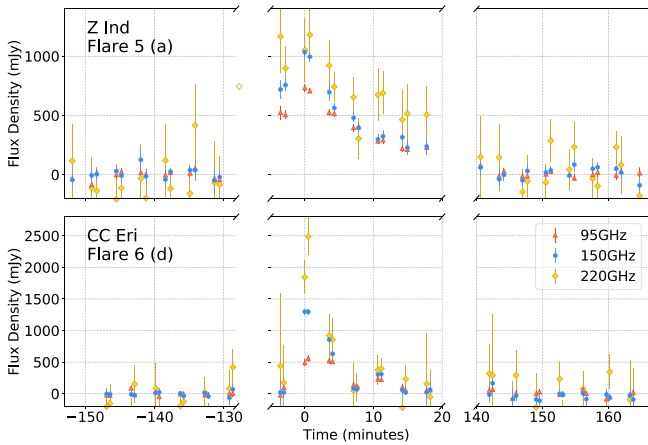 Z Ind
Flare 5 (a)
Flux Density (mJy)
1000
500
0
CC Eri
Flare 6 (d)
Flux Density (mJy)
2500
2000
1500
1000
500
0
95GHz
150GHz
220GHz
−150 −140 −130 0 10 20 140 150 160
Time (minutes)